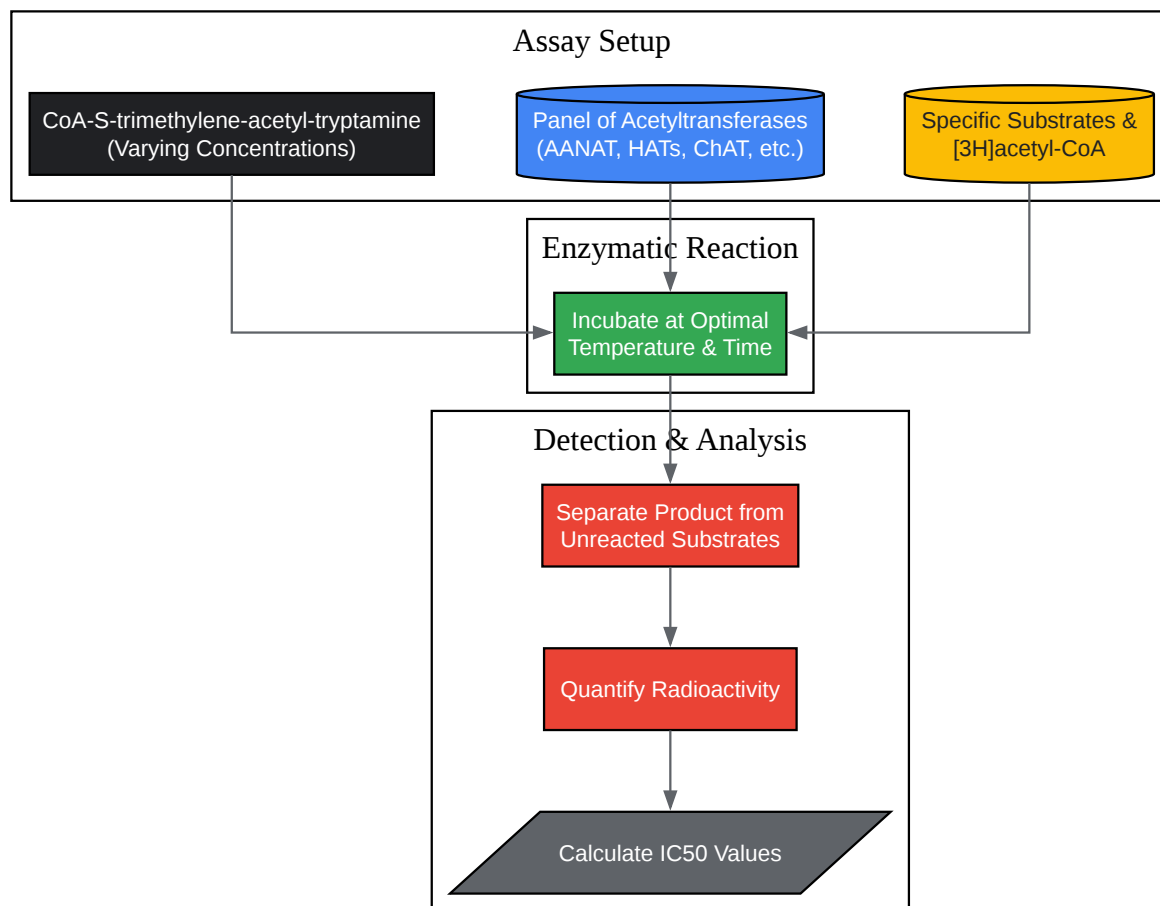 Assay Setup
CoA-S-trimethylene-acetyl-tryptamine
(Varying Concentrations)
Panel of Acetyltransferases
(AANAT, HATs, ChAT, etc.)
Specific Substrates &
[3H]acetyl-CoA
Enzymatic Reaction
Incubate at Optimal
Temperature & Time
Detection & Analysis
Separate Product from
Unreacted Substrates
Quantify Radioactivity
Calculate IC50 Values